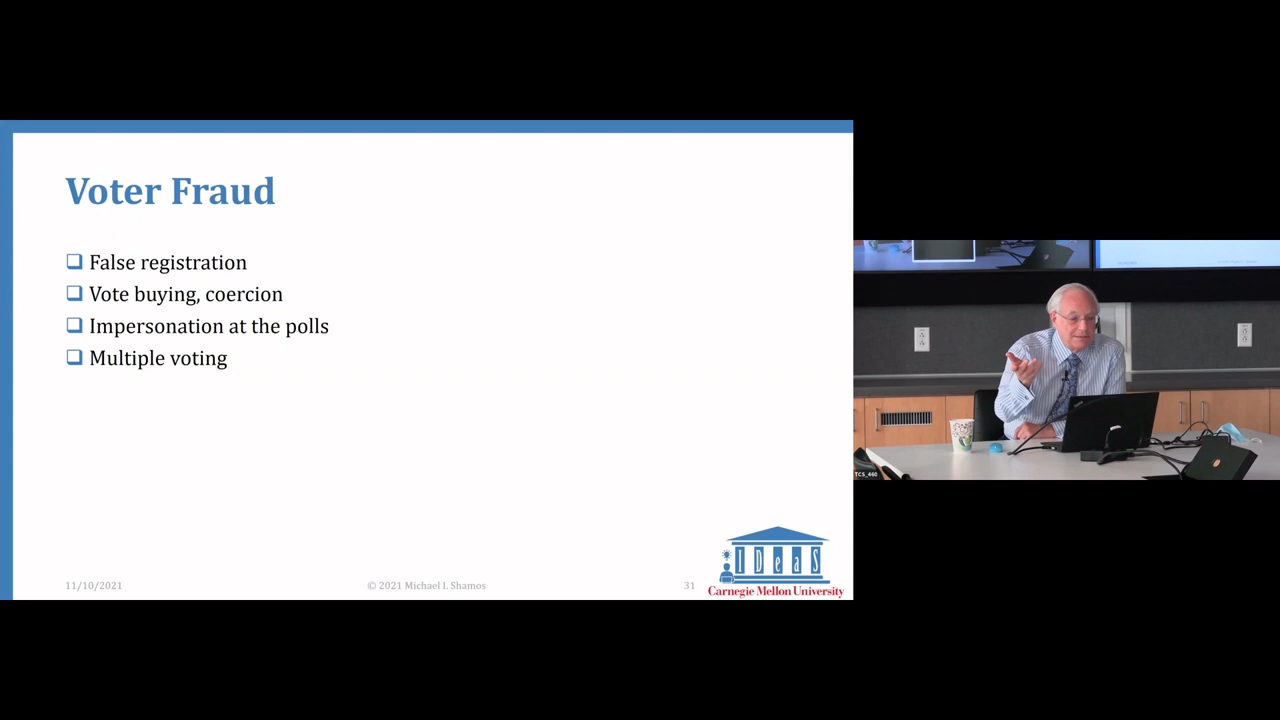 Voter Fraud
❑ False registration
❑ Vote buying, coercion
❑ Impersonation at the polls
❑ Multiple voting
11/10/2021
© 2021 Michael I. Shamos
31
IDeaS
Carnegie Mellon University
TCS_460